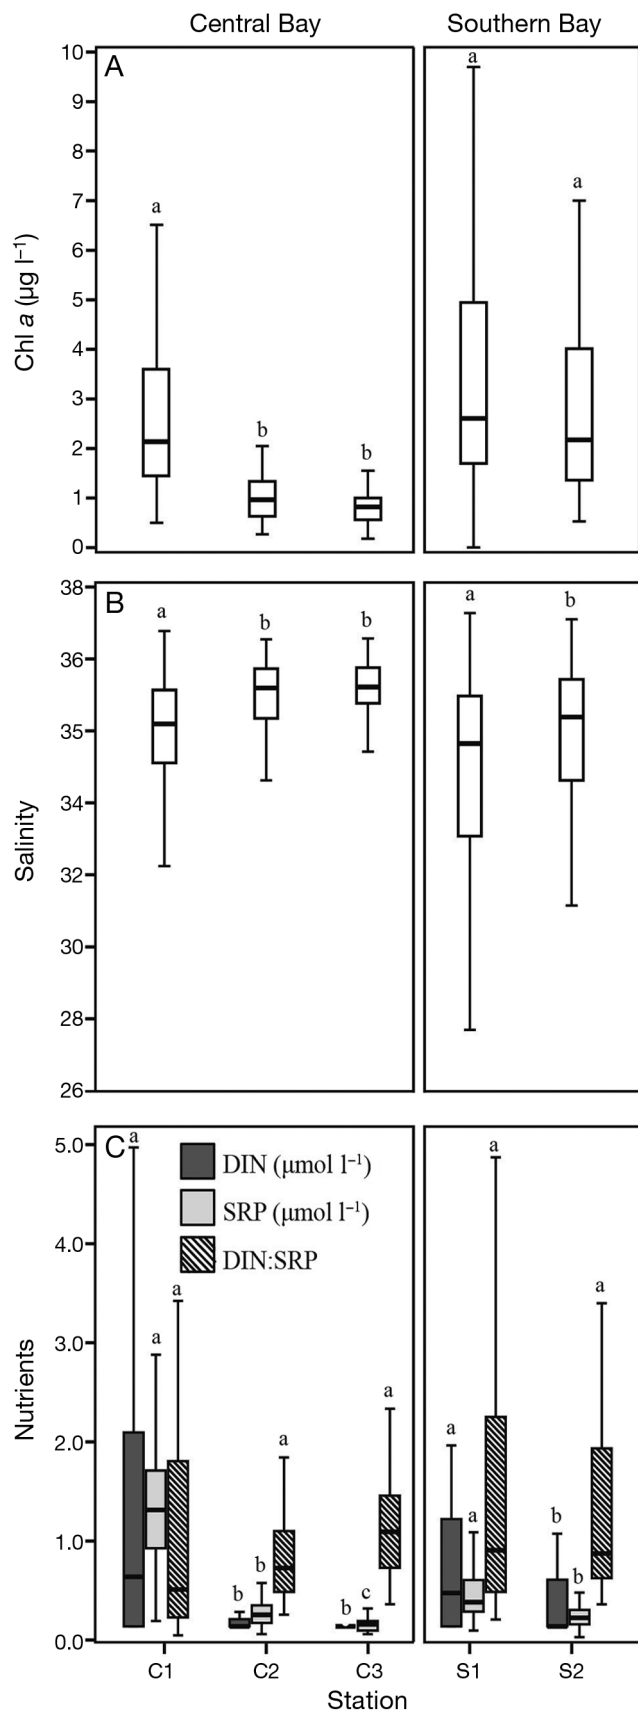 Central Bay Southern Bay
A
Chl a (μg l⁻¹)
10
9
8
7
6
5
4
3
2
1
0
a
b
b
a
a
B
Salinity
38
36
35
34
32
30
28
26
a
b
b
a
b
C
Nutrients
5.0
4.0
3.0
2.0
1.0
0.0
DIN (μmol l⁻¹)
SRP (μmol l⁻¹)
DIN:SRP
a
a
a
b
b
a
b
c
a
a
a
a
b
b
a
C1 C2 C3 S1 S2
Station